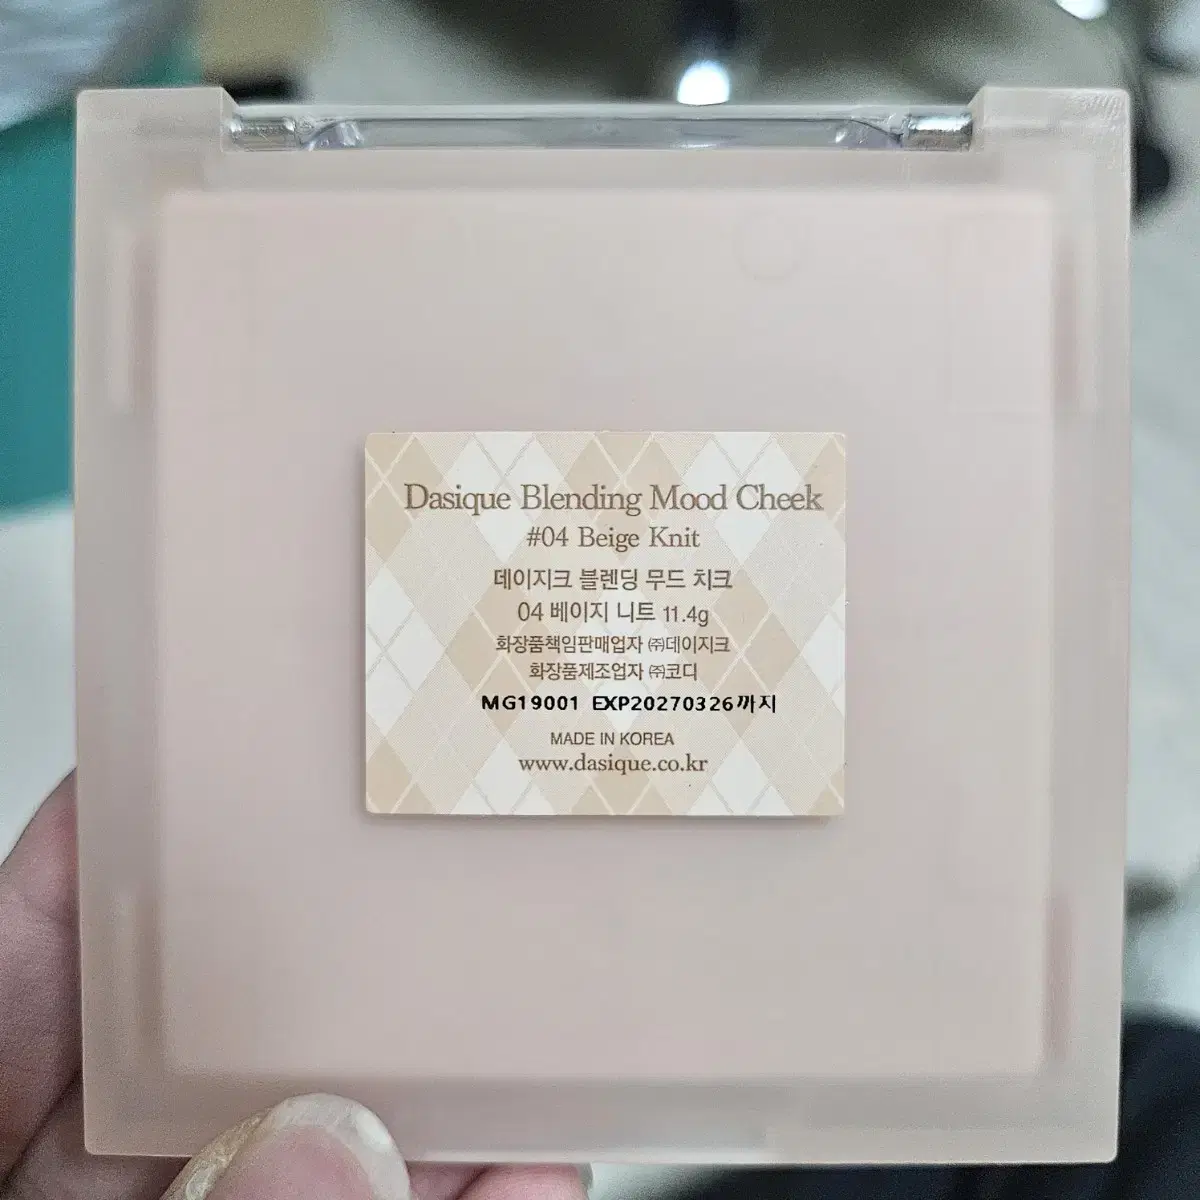 Dasique Blending Mood Cheek
#04 Beige Knit
데이지크 블렌딩 무드 치크
04 베이지 니트 11.4g
화장품책임판매업자 ㈜데이지크
화장품제조업자 ㈜코디
MG19001 EXP20270326까지
MADE IN KOREA
www.dasique.co.kr